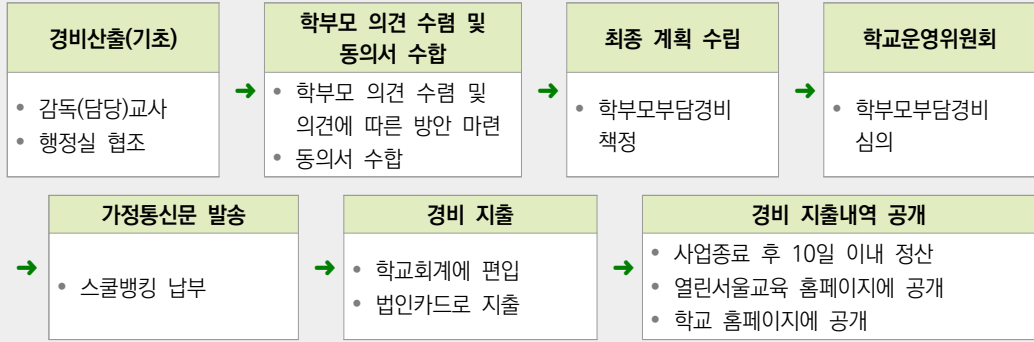 경비산출(기초)
• 감독(담당)교사
• 행정실 협조
➜
학부모 의견 수렴 및
동의서 수합
• 학부모 의견 수렴 및
의견에 따른 방안 마련
• 동의서 수합
➜
최종 계획 수립
• 학부모부담경비
책정
➜
학교운영위원회
• 학부모부담경비
심의
➜
가정통신문 발송
• 스쿨뱅킹 납부
➜
경비 지출
• 학교회계에 편입
• 법인카드로 지출
➜
경비 지출내역 공개
• 사업종료 후 10일 이내 정산
• 열린서울교육 홈페이지에 공개
• 학교 홈페이지에 공개